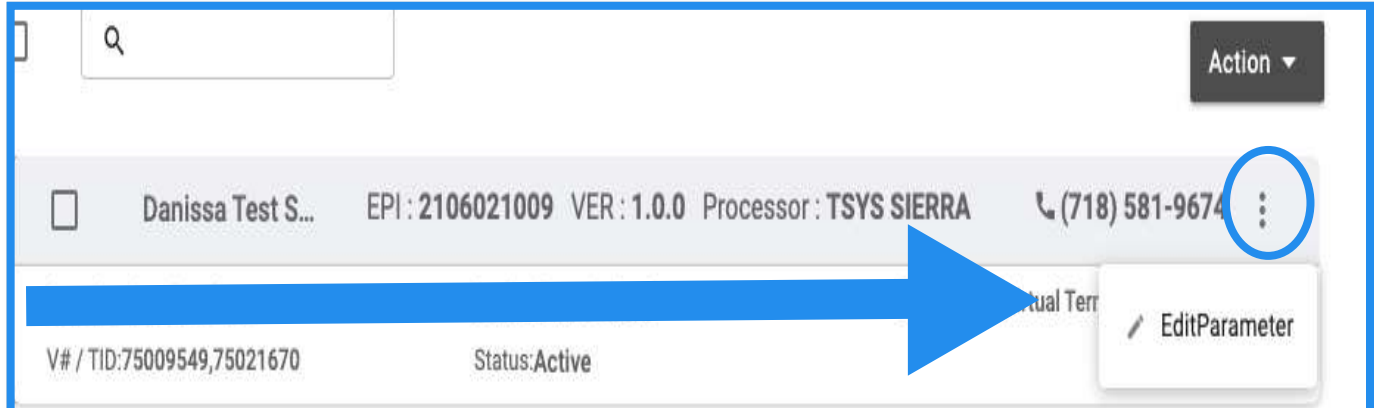 Action
Danissa Test S... EPI : 2106021009 VER : 1.0.0 Processor : TSYS SIERRA (718) 581-9674
EditParameter
V# / TID:75009549,75021670 Status:Active